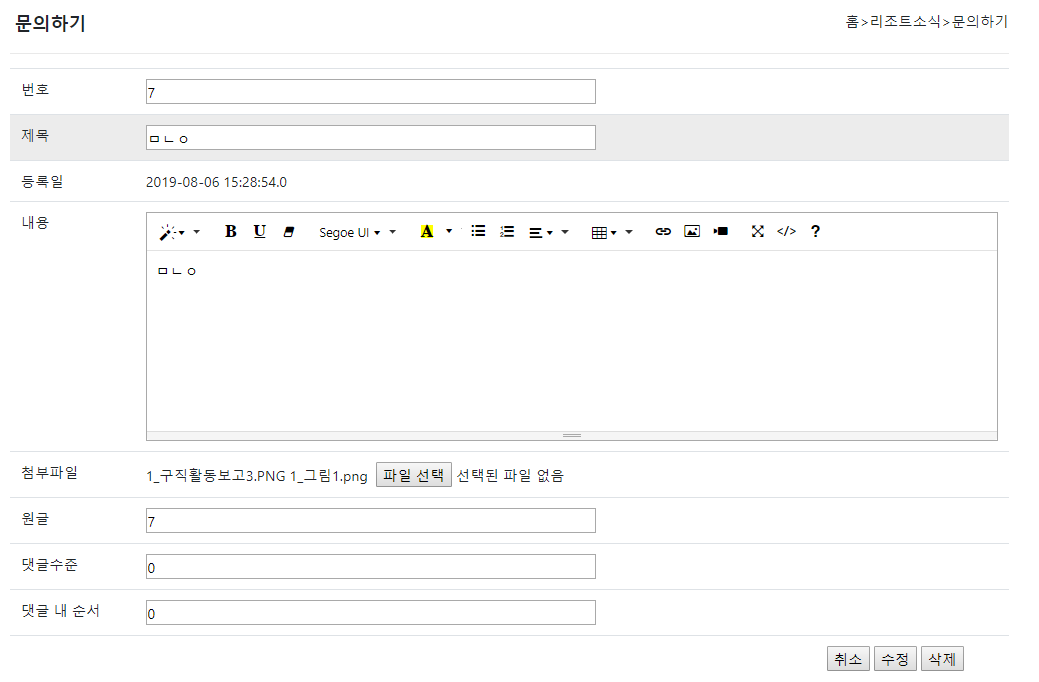 문의하기
홈>리조트소식>문의하기
번호 7
제목 ㅁㄴㅇ
등록일 2019-08-06 15:28:54.0
내용
B U Segoe UI A </> ?
ㅁㄴㅇ
첨부파일 1_구직활동보고3.PNG 1_그림1.png 파일 선택 선택된 파일 없음
원글 7
댓글수준 0
댓글 내 순서 0
취소 수정 삭제